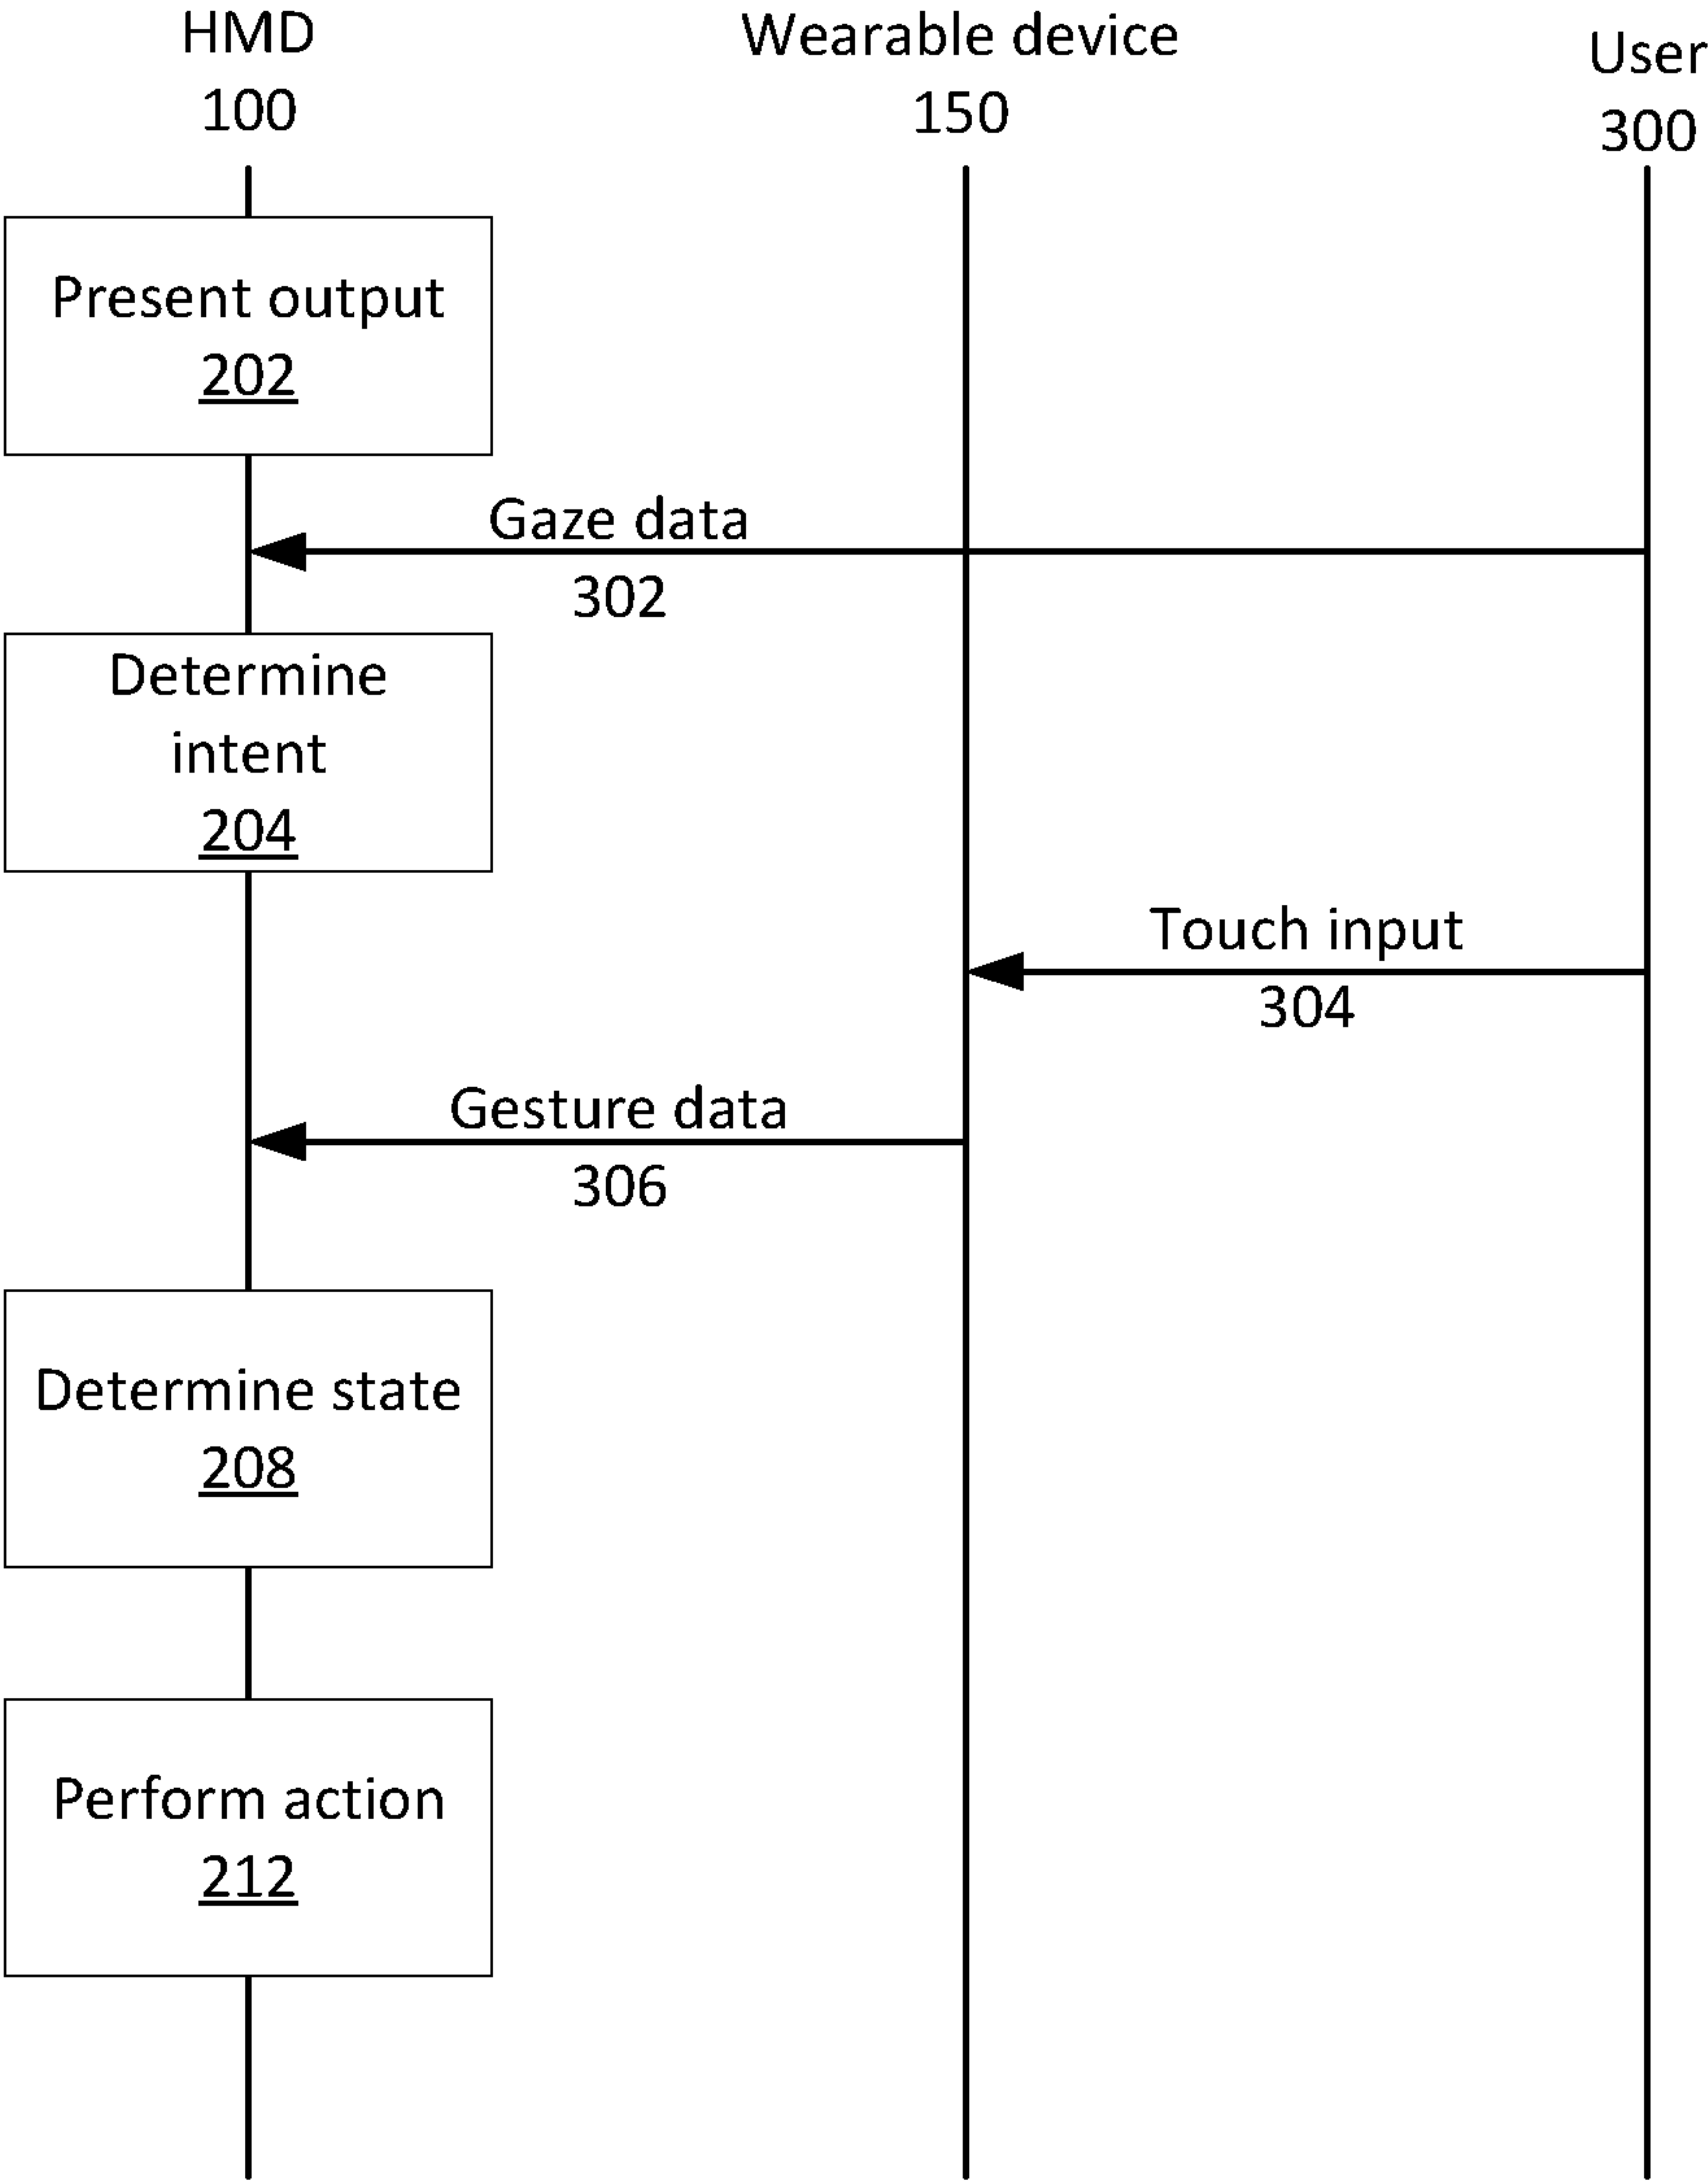 HMD
100
Wearable device
150
User
300
Present output
202
Gaze data
302
Determine
intent
204
Touch input
304
Gesture data
306
Determine state
208
Perform action
212